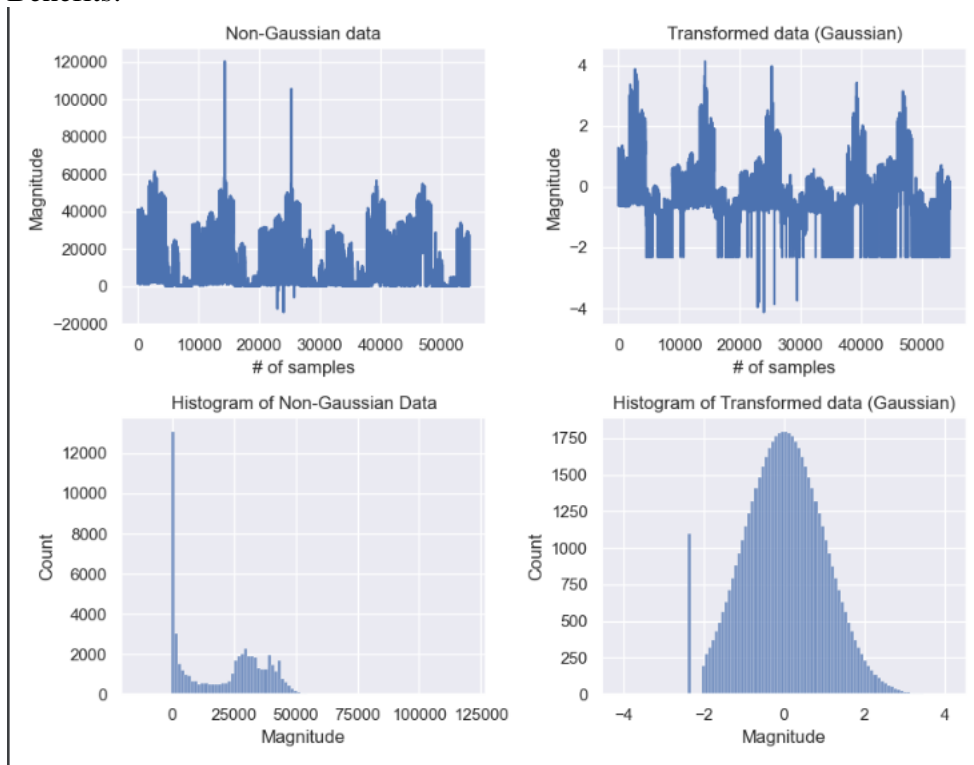 Benefits:
Non-Gaussian data
120000
100000
80000
60000
40000
20000
0
−20000
Magnitude
0 10000 20000 30000 40000 50000
# of samples
Transformed data (Gaussian)
4
2
0
−2
−4
Magnitude
0 10000 20000 30000 40000 50000
# of samples
Histogram of Non-Gaussian Data
12000
10000
8000
6000
4000
2000
0
Count
0 25000 50000 75000 100000 125000
Magnitude
Histogram of Transformed data (Gaussian)
1750
1500
1250
1000
750
500
250
0
Count
−4 −2 0 2 4
Magnitude